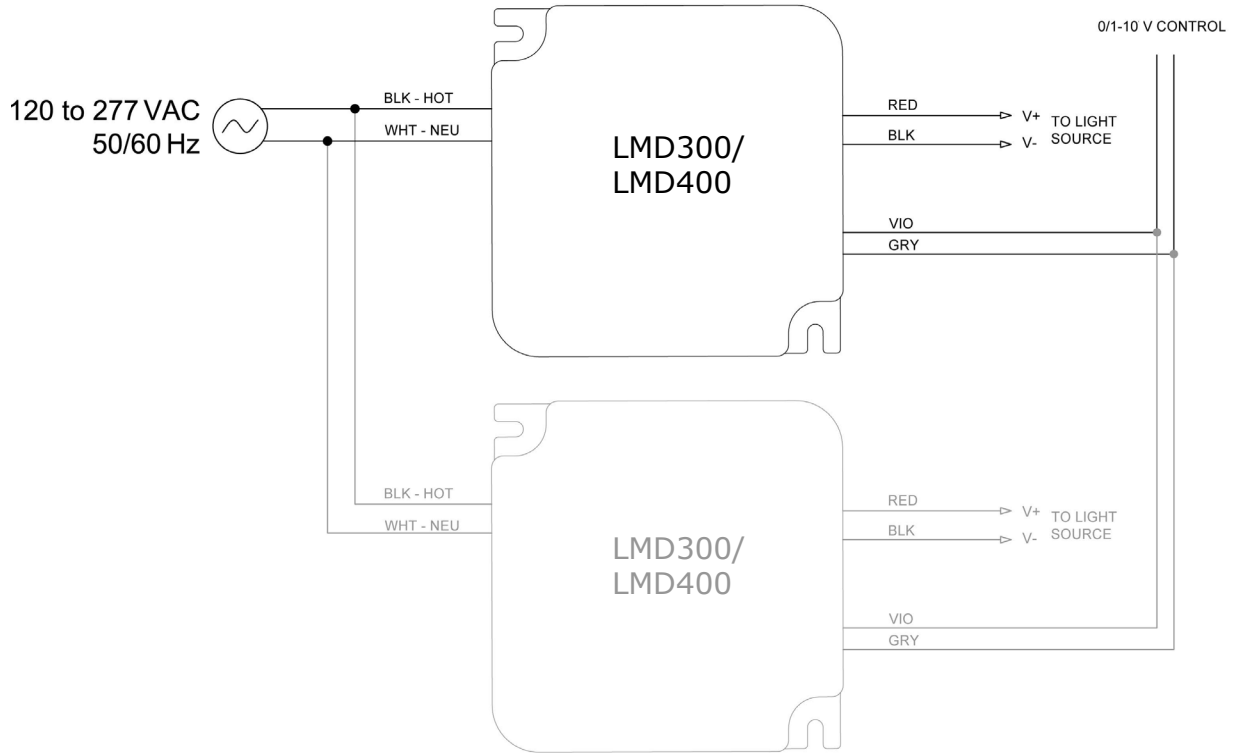 0/1-10 V CONTROL
120 to 277 VAC
50/60 Hz
BLK - HOT
WHT - NEU
LMD300/
LMD400
RED
BLK
V+
V-
TO LIGHT
SOURCE
VIO
GRY
BLK - HOT
WHT - NEU
LMD300/
LMD400
RED
BLK
V+
V-
TO LIGHT
SOURCE
VIO
GRY